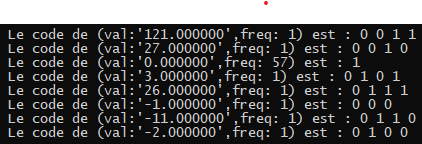 Le code de (val:'121.000000',freq: 1) est : 0 0 1 1
Le code de (val:'27.000000',freq: 1) est : 0 0 1 0
Le code de (val:'0.000000',freq: 57) est : 1
Le code de (val:'3.000000',freq: 1) est : 0 1 0 1
Le code de (val:'26.000000',freq: 1) est : 0 1 1 1
Le code de (val:'-1.000000',freq: 1) est : 0 0 0
Le code de (val:'-11.000000',freq: 1) est : 0 1 1 0
Le code de (val:'-2.000000',freq: 1) est : 0 1 0 0